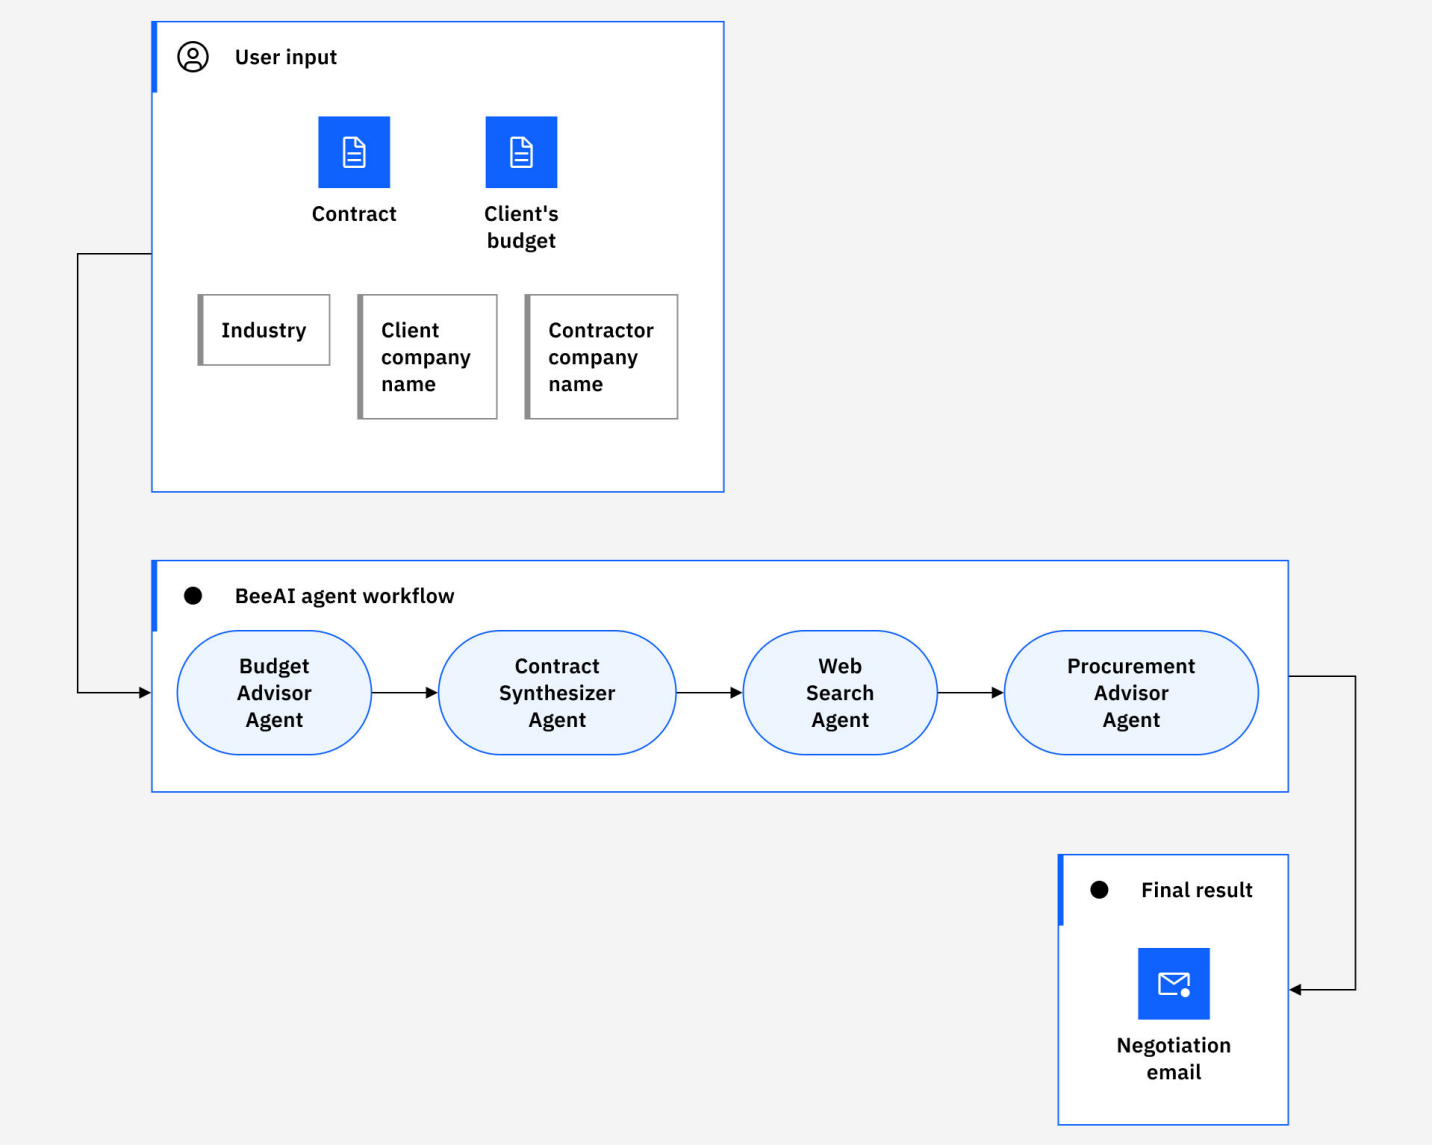 User input
Contract
Client's
budget
Industry
Client
company
name
Contractor
company
name
BeeAI agent workflow
Budget
Advisor
Agent
Contract
Synthesizer
Agent
Web
Search
Agent
Procurement
Advisor
Agent
Final result
Negotiation
email